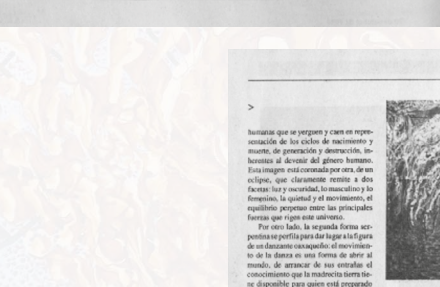 >
humanas que se yerguen y caen en repre-
sentación de los ciclos de nacimiento y
muerte, de generación y destrucción, in-
herentes al devenir del género humano.
Esta imagen está coronada por otra, de un
eclipse, que claramente remite a dos
facetas: luz y oscuridad, lo masculino y lo
femenino, la quietud y el movimiento, el
equilibrio perpetuo entre las principales
fuerzas que rigen este universo.
Por otro lado, la segunda forma ser-
pentina se perfila para dar lugar a la figura
de un danzante oaxaqueño: el movimien-
to de la danza es una forma de abrir al
mundo, de arrancar de sus entrañas el
conocimiento que la madrecita tierra tie-
ne disponible para quien está preparado